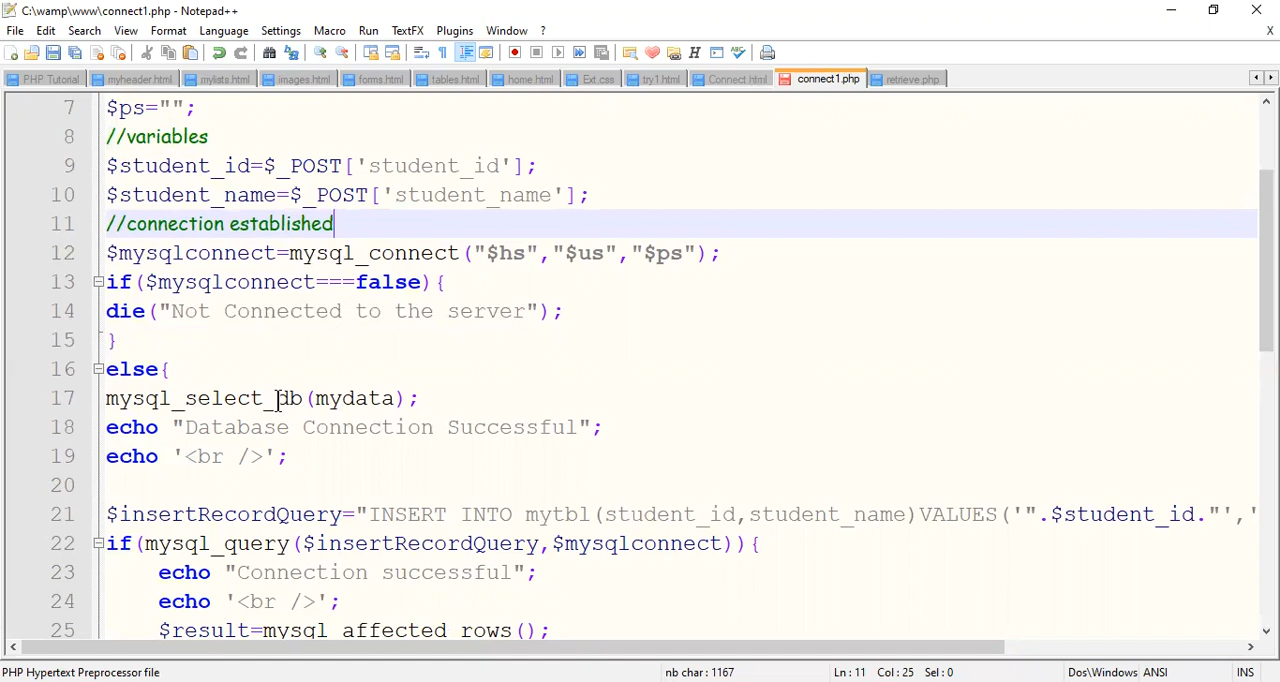 C:\wamp\www\connect1.php - Notepad++
File Edit Search View Format Language Settings Macro Run TextFX Plugins Window ? X
PHP Tutorial myheader.html mylists.html images.html forms.html tables.html home.html Ext.css try1.html Connect.html connect1.php retrieve.php
7 $ps="";
8 //variables
9 $student_id=$_POST['student_id'];
10 $student_name=$_POST['student_name'];
11 //connection established
12 $mysqlconnect=mysql_connect("$hs","$us","$ps");
13 if($mysqlconnect===false){
14 die("Not Connected to the server");
15 }
16 else{
17 mysql_select_db(mydata);
18 echo "Database Connection Successful";
19 echo '<br />';
20
21 $insertRecordQuery="INSERT INTO mytbl(student_id,student_name)VALUES('".$student_id."','
22 if(mysql_query($insertRecordQuery,$mysqlconnect)){
23 echo "Connection successful";
24 echo '<br />';
25 $result=mysql_affected_rows();
PHP Hypertext Preprocessor file nb char : 1167 Ln : 11 Col : 25 Sel : 0 Dos\Windows ANSI INS